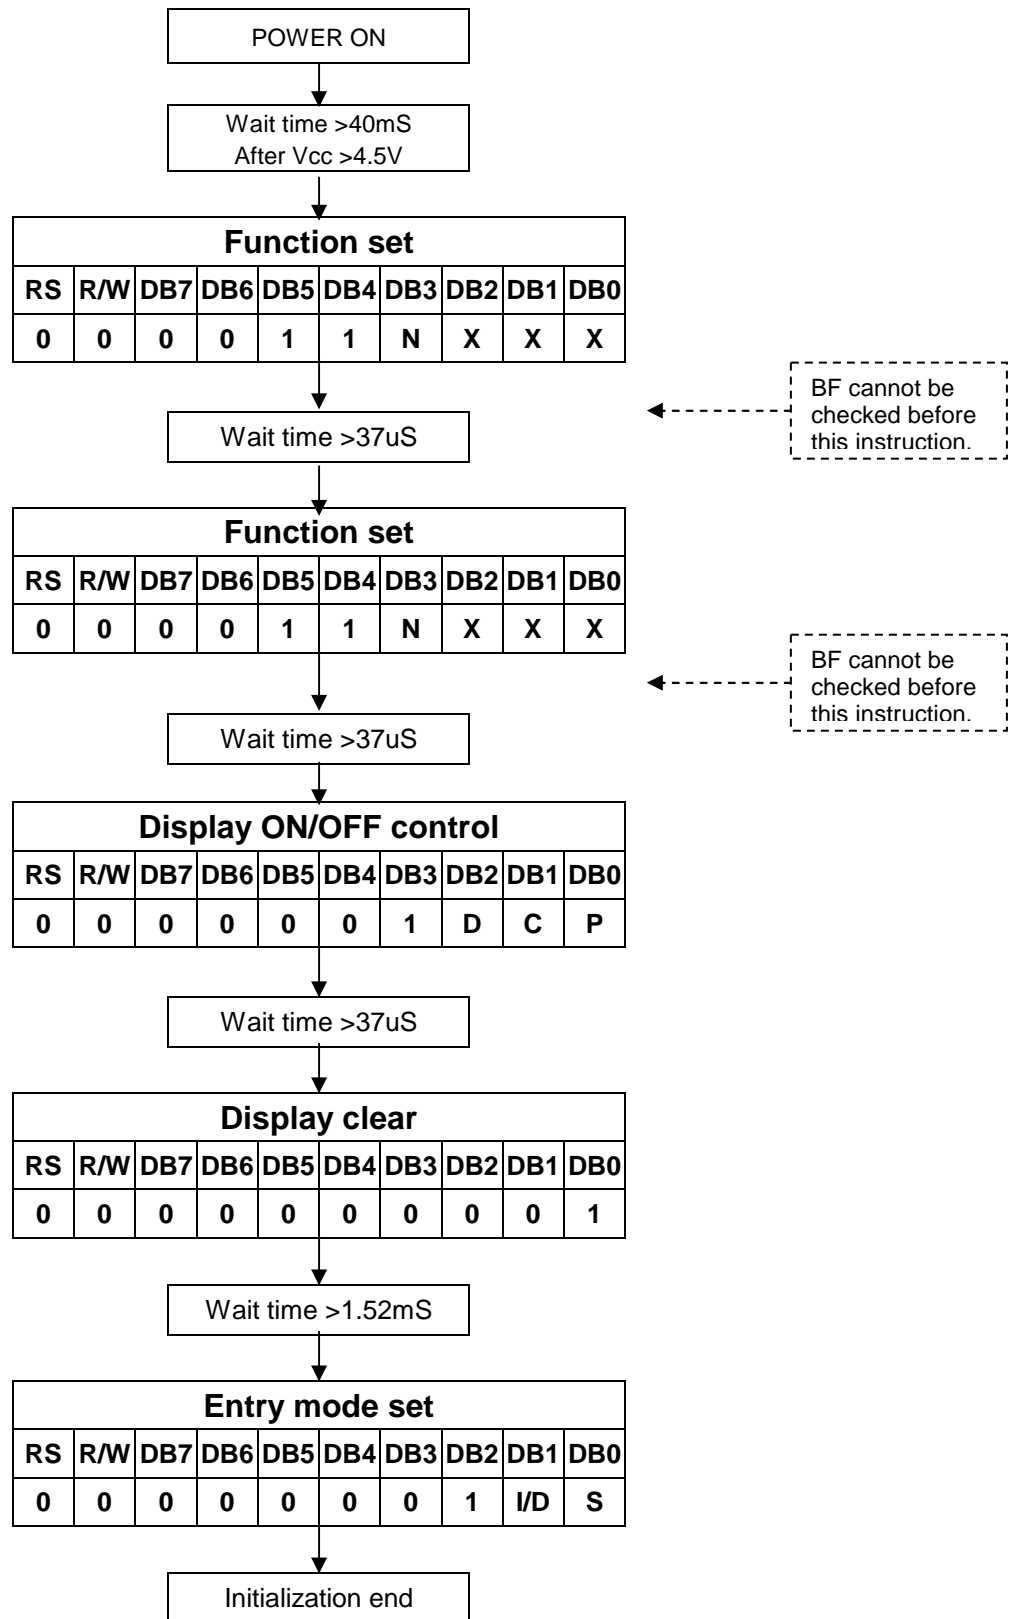 POWER ON
Wait time >40mS
After Vcc >4.5V
Function set
RS R/W DB7 DB6 DB5 DB4 DB3 DB2 DB1 DB0
0 0 0 0 1 1 N X X X
BF cannot be
checked before
this instruction.
Wait time >37uS
Function set
RS R/W DB7 DB6 DB5 DB4 DB3 DB2 DB1 DB0
0 0 0 0 1 1 N X X X
BF cannot be
checked before
this instruction.
Wait time >37uS
Display ON/OFF control
RS R/W DB7 DB6 DB5 DB4 DB3 DB2 DB1 DB0
0 0 0 0 0 0 1 D C P
Wait time >37uS
Display clear
RS R/W DB7 DB6 DB5 DB4 DB3 DB2 DB1 DB0
0 0 0 0 0 0 0 0 0 1
Wait time >1.52mS
Entry mode set
RS R/W DB7 DB6 DB5 DB4 DB3 DB2 DB1 DB0
0 0 0 0 0 0 0 1 I/D S
Initialization end